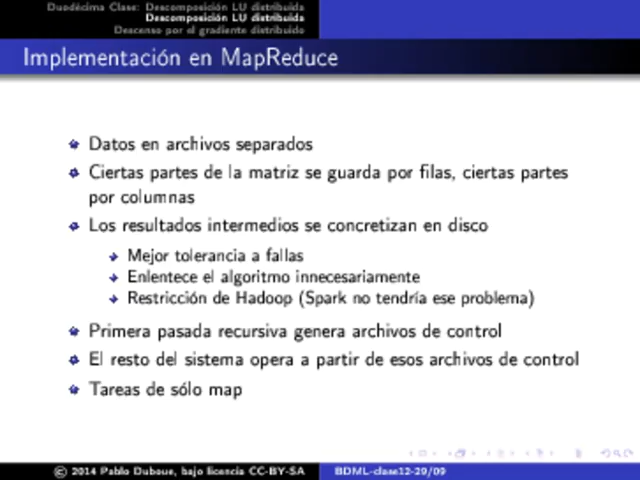 Duodécima Clase: Descomposición LU distribuida
Descomposición LU distribuida
Descenso por el gradiente distribuido
Implementación en MapReduce
Datos en archivos separados
Ciertas partes de la matriz se guarda por filas, ciertas partes
por columnas
Los resultados intermedios se concretizan en disco
Mejor tolerancia a fallas
Enlentece el algoritmo innecesariamente
Restricción de Hadoop (Spark no tendría ese problema)
Primera pasada recursiva genera archivos de control
El resto del sistema opera a partir de esos archivos de control
Tareas de sólo map
© 2014 Pablo Duboue, bajo licencia CC-BY-SA
BDML-clase12-29/09